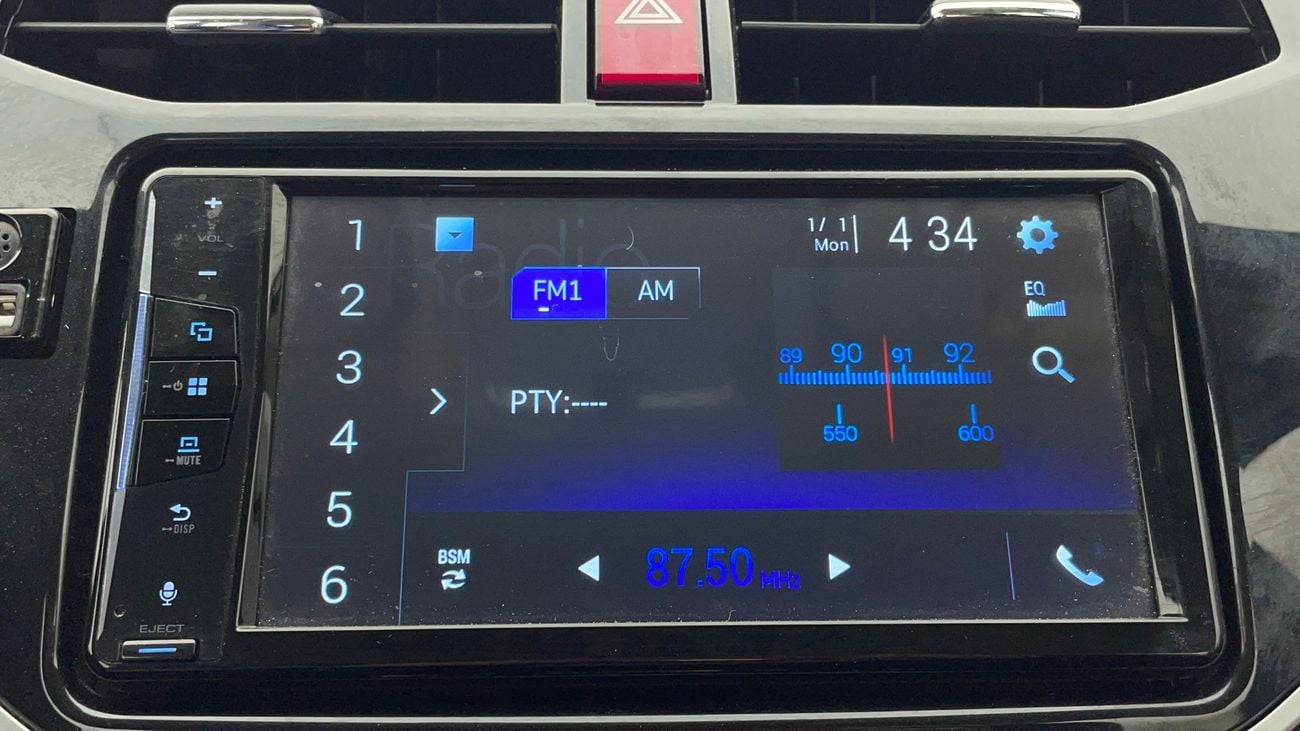 +
VOL
−
MUTE
DISP
EJECT
1
2
3
4
5
6
Radio
1/ 1
Mon
4 34
FM1 AM
EQ
89 90 91 92
550 600
PTY:----
BSM
87.50 MHz